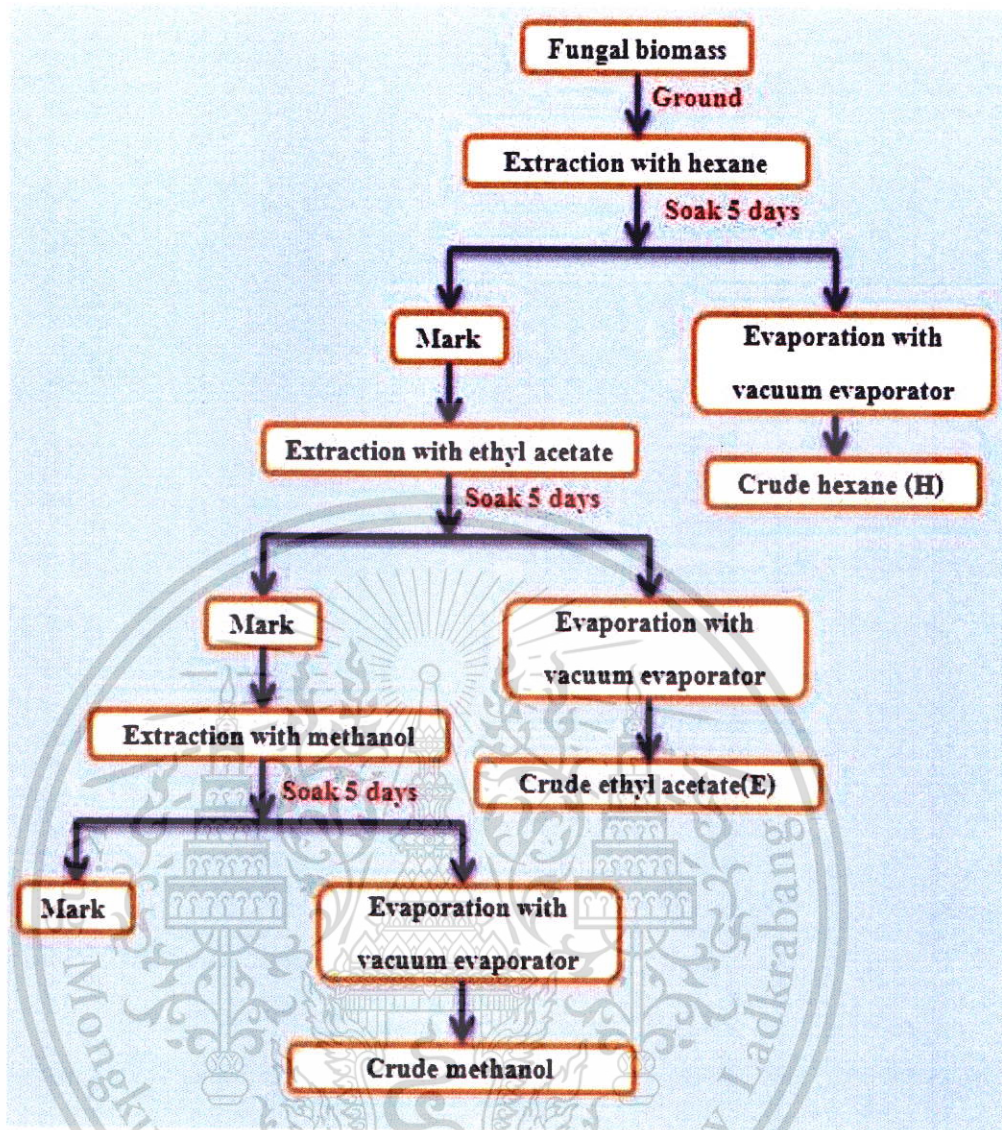 Fungal biomass
Ground
Extraction with hexane
Soak 5 days
Mark
Evaporation with
vacuum evaporator
Extraction with ethyl acetate
Crude hexane (H)
Soak 5 days
Mark
Evaporation with
vacuum evaporator
Extraction with methanol
Crude ethyl acetate(E)
Soak 5 days
Mark
Evaporation with
vacuum evaporator
Crude methanol
Ladkrabang